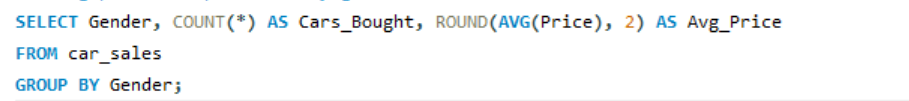 SELECT Gender, COUNT(*) AS Cars_Bought, ROUND(AVG(Price), 2) AS Avg_Price
FROM car_sales
GROUP BY Gender;